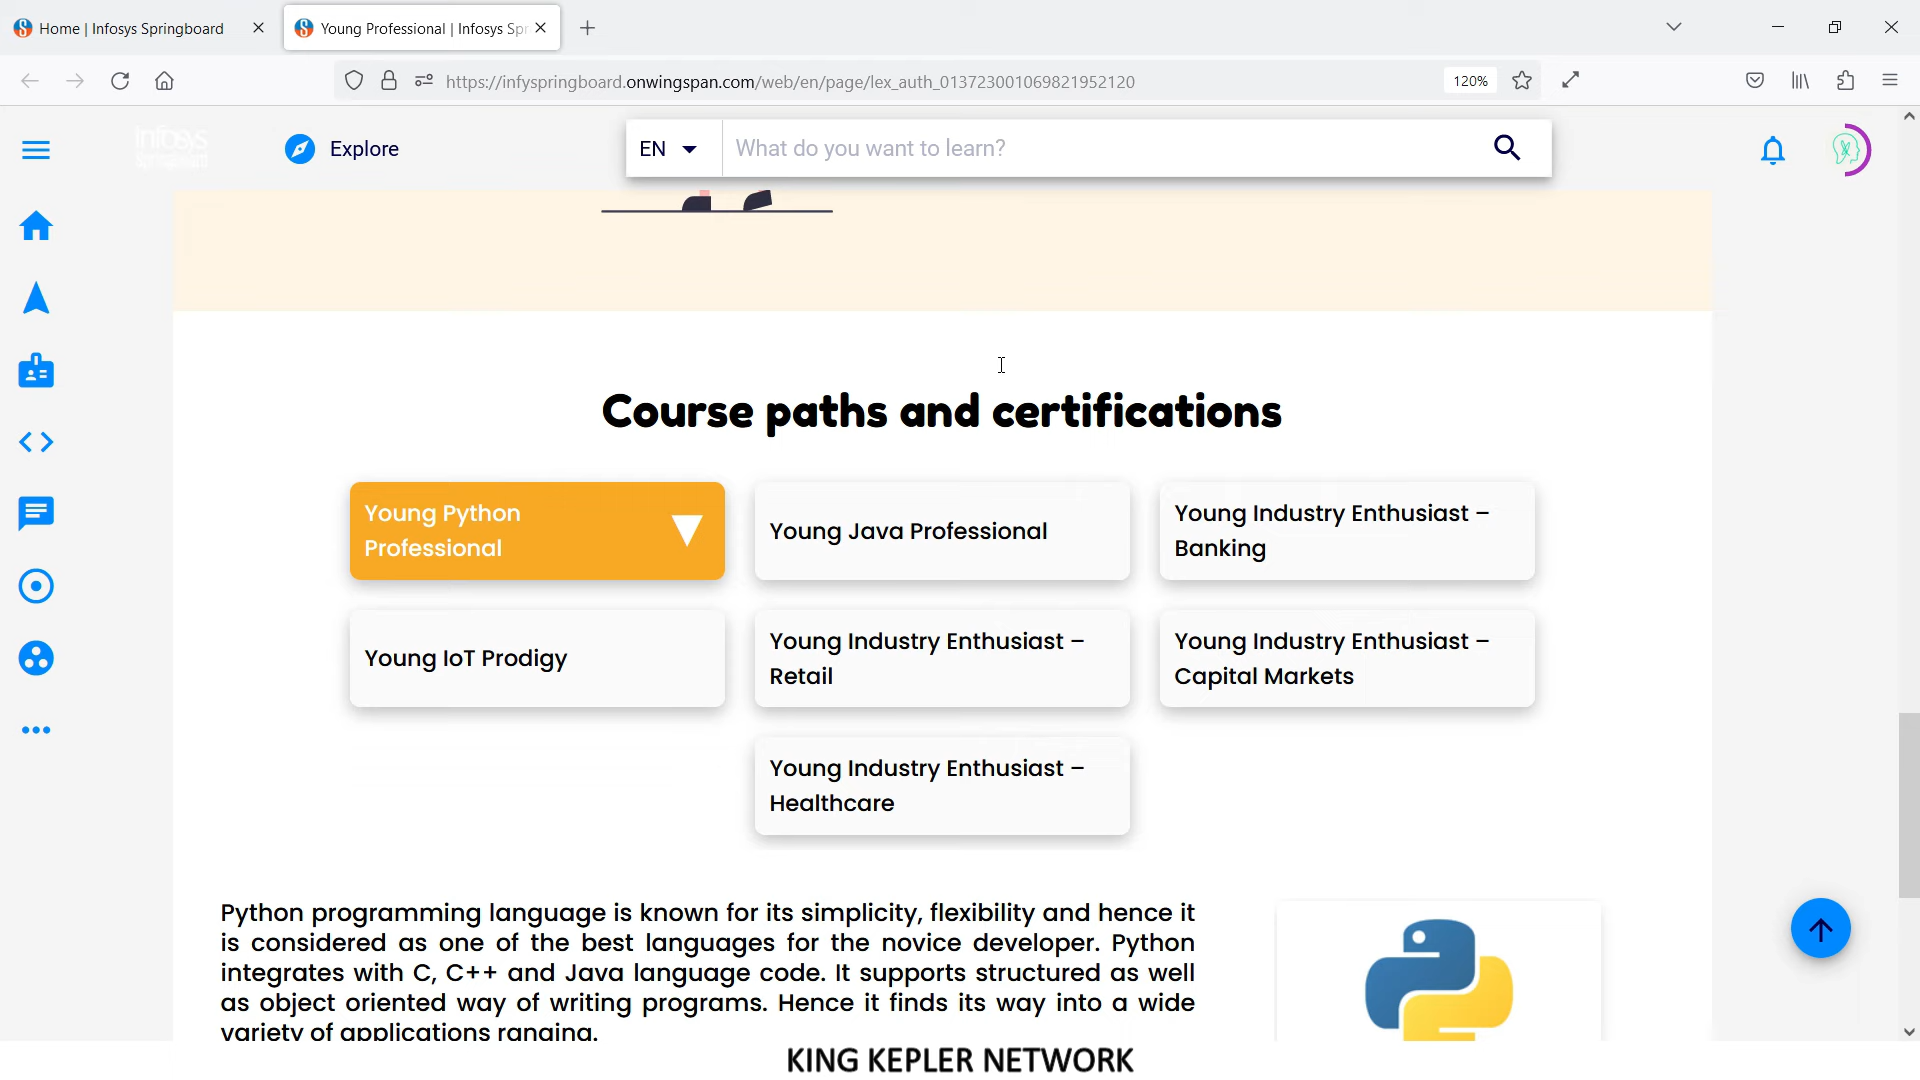 Home | Infosys Springboard
Young Professional | Infosys Spr
https://infyspringboard.onwingspan.com/web/en/page/lex_auth_013723001069821952120
120%
Infosys
Springboard
Explore
EN
What do you want to learn?
Course paths and certifications
Young Python
Professional
Young Java Professional
Young Industry Enthusiast –
Banking
Young IoT Prodigy
Young Industry Enthusiast –
Retail
Young Industry Enthusiast –
Capital Markets
Young Industry Enthusiast –
Healthcare
Python programming language is known for its simplicity, flexibility and hence it
is considered as one of the best languages for the novice developer. Python
integrates with C, C++ and Java language code. It supports structured as well
as object oriented way of writing programs. Hence it finds its way into a wide
variety of applications ranging.
KING KEPLER NETWORK